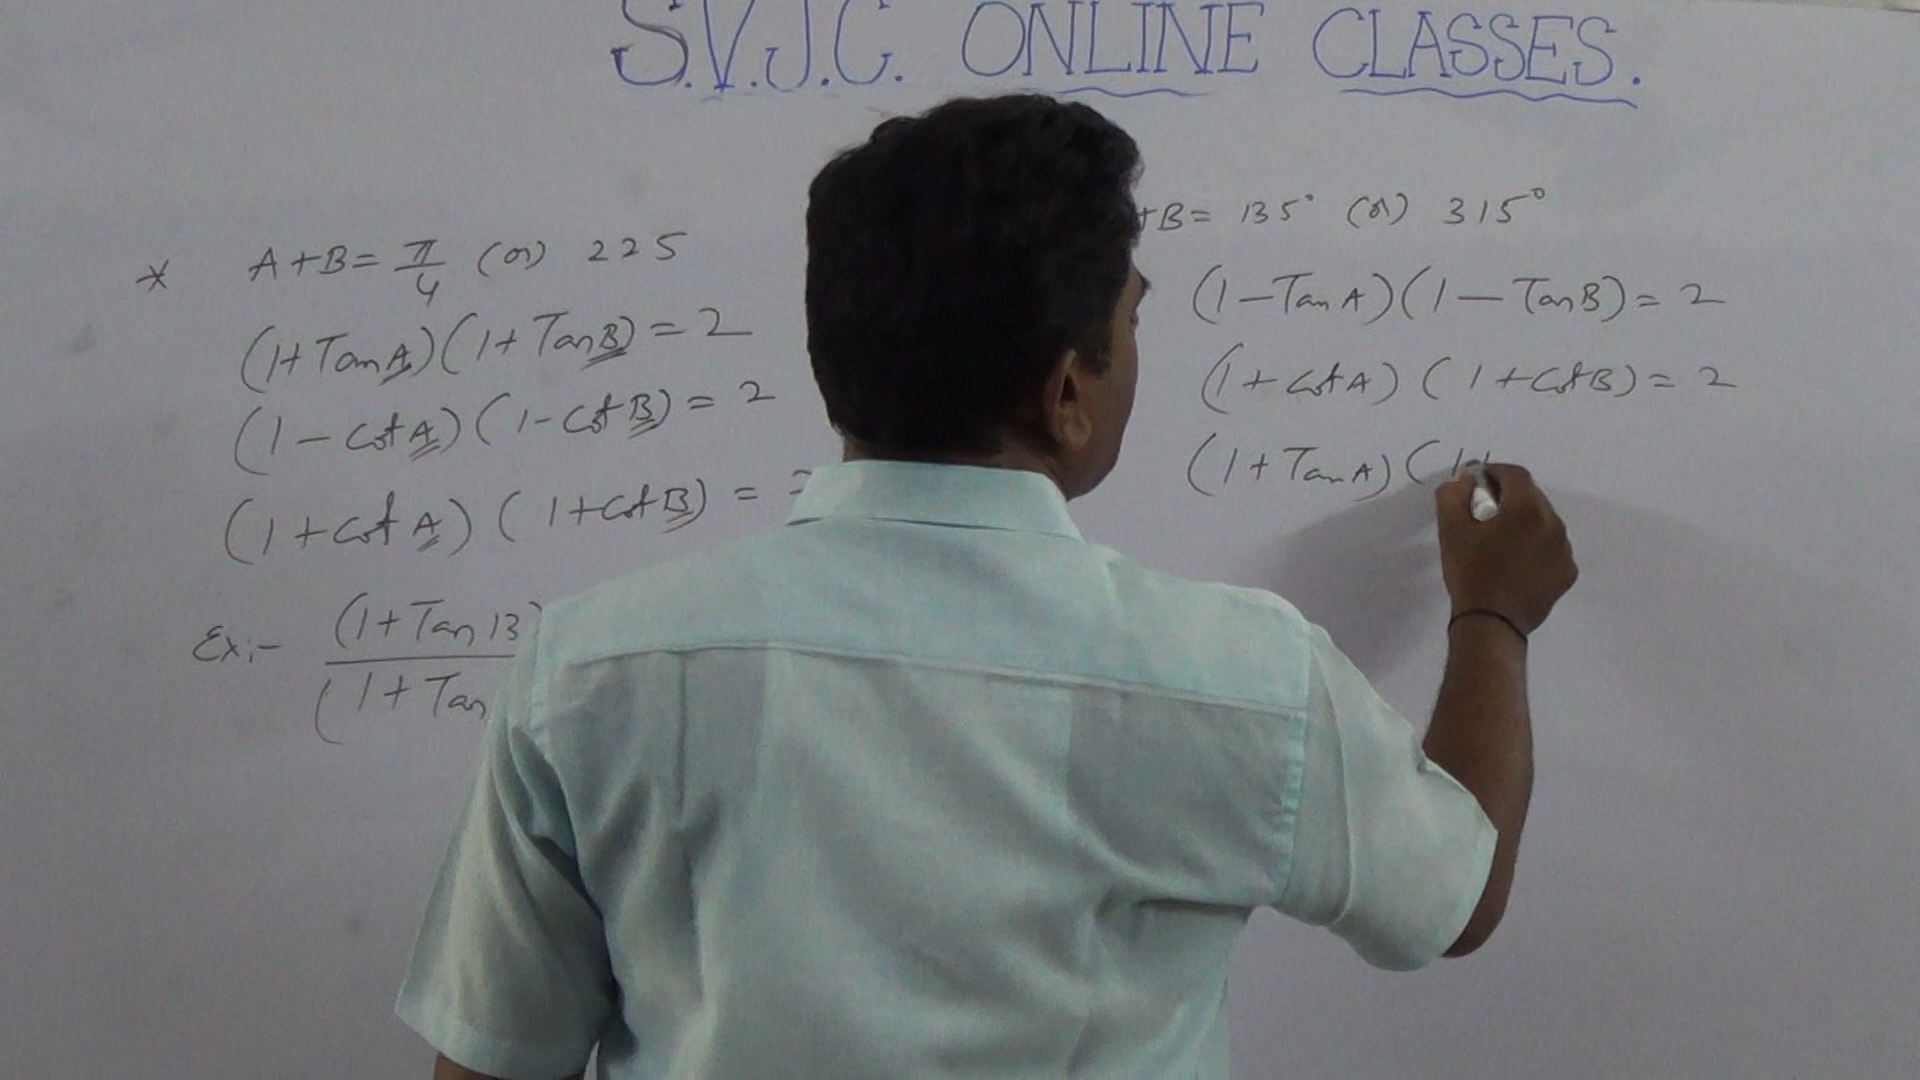 S.V.J.C. ONLINE CLASSES.
* A+B= π/4 (or) 225
(1+TanA)(1+TanB)=2
(1-CotA)(1-CotB)=2
(1+CotA)(1+CotB)=
Ex:- (1+Tan13)
(1+Tan
+B= 135° (or) 315°
(1-TanA)(1-TanB)=2
(1+CotA)(1+CotB)=2
(1+TanA)(1+